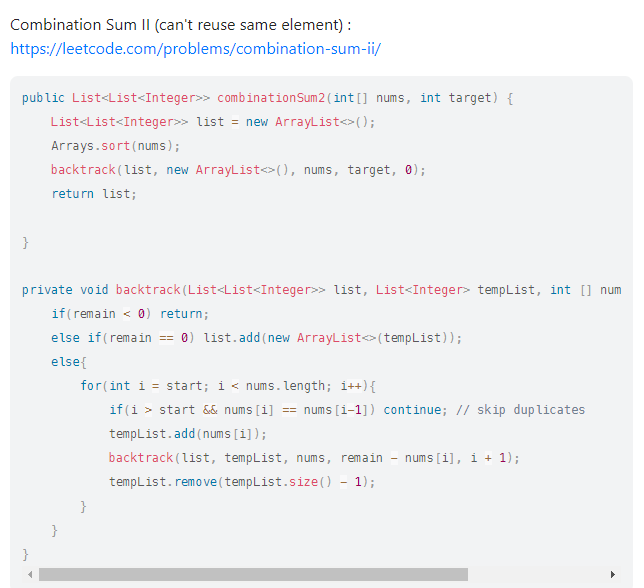 Combination Sum II (can't reuse same element) :
https://leetcode.com/problems/combination-sum-ii/
public List<List<Integer>> combinationSum2(int[] nums, int target) {
    List<List<Integer>> list = new ArrayList<>();
    Arrays.sort(nums);
    backtrack(list, new ArrayList<>(), nums, target, 0);
    return list;

}

private void backtrack(List<List<Integer>> list, List<Integer> tempList, int [] num
    if(remain < 0) return;
    else if(remain == 0) list.add(new ArrayList<>(tempList));
    else{
        for(int i = start; i < nums.length; i++){
            if(i > start && nums[i] == nums[i-1]) continue; // skip duplicates
            tempList.add(nums[i]);
            backtrack(list, tempList, nums, remain - nums[i], i + 1);
            tempList.remove(tempList.size() - 1);
        }
    }
}